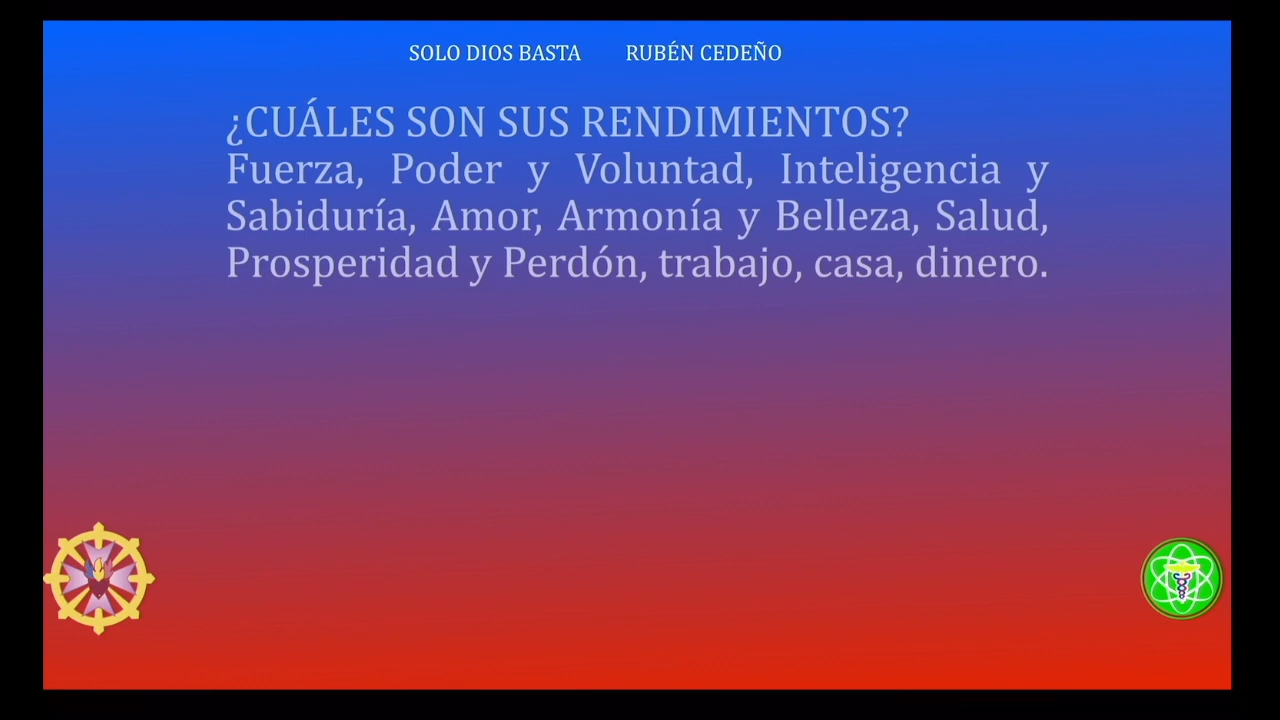 SOLO DIOS BASTA RUBÉN CEDEÑO
¿CUÁLES SON SUS RENDIMIENTOS?
Fuerza, Poder y Voluntad, Inteligencia y
Sabiduría, Amor, Armonía y Belleza, Salud,
Prosperidad y Perdón, trabajo, casa, dinero.